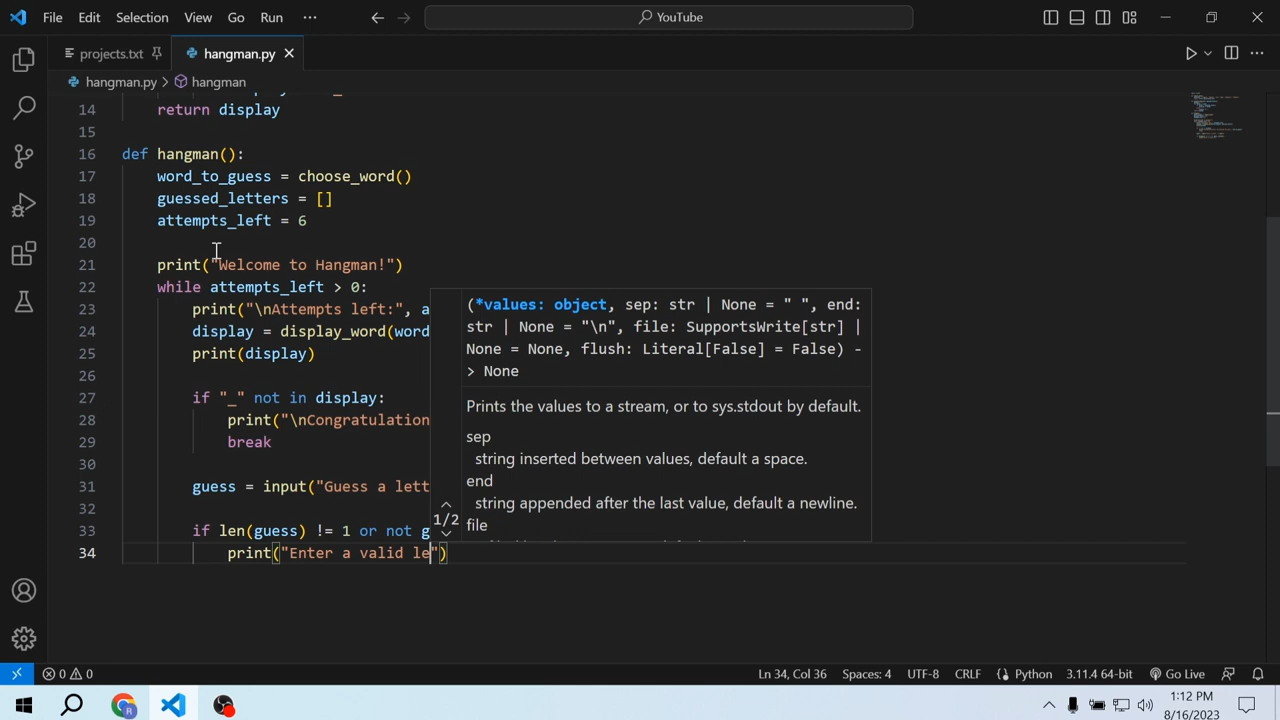 File Edit Selection View Go Run ··· YouTube
projects.txt hangman.py
hangman.py > hangman
14 return display
15
16 def hangman():
17 word_to_guess = choose_word()
18 guessed_letters = []
19 attempts_left = 6
20
21 print("Welcome to Hangman!")
22 while attempts_left > 0:
23 print("\nAttempts left:", a
24 display = display_word(word
25 print(display)
26
27 if "_" not in display:
28 print("\nCongratulation
29 break
30
31 guess = input("Guess a lett
32
33 if len(guess) != 1 or not g
34 print("Enter a valid le")
(*values: object, sep: str | None = " ", end:
str | None = "\n", file: SupportsWrite[str] |
None = None, flush: Literal[False] = False) -
> None
Prints the values to a stream, or to sys.stdout by default.
sep
string inserted between values, default a space.
end
string appended after the last value, default a newline.
1/2
file
0 0 Ln 34, Col 36 Spaces: 4 UTF-8 CRLF Python 3.11.4 64-bit Go Live
1:12 PM
8/16/2023